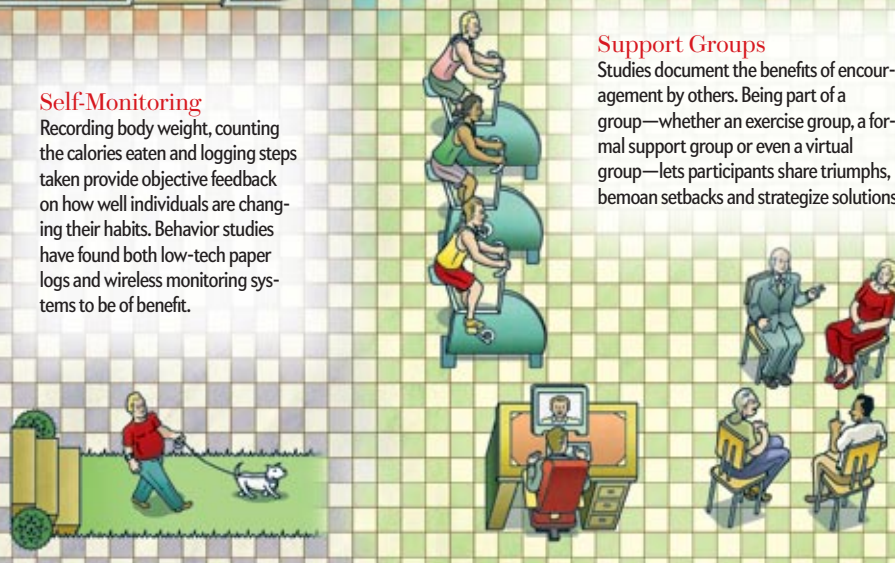 Self-Monitoring
Recording body weight, counting
the calories eaten and logging steps
taken provide objective feedback
on how well individuals are chang-
ing their habits. Behavior studies
have found both low-tech paper
logs and wireless monitoring sys-
tems to be of benefit.
Support Groups
Studies document the benefits of encour-
agement by others. Being part of a
group—whether an exercise group, a for-
mal support group or even a virtual
group—lets participants share triumphs,
bemoan setbacks and strategize solutions